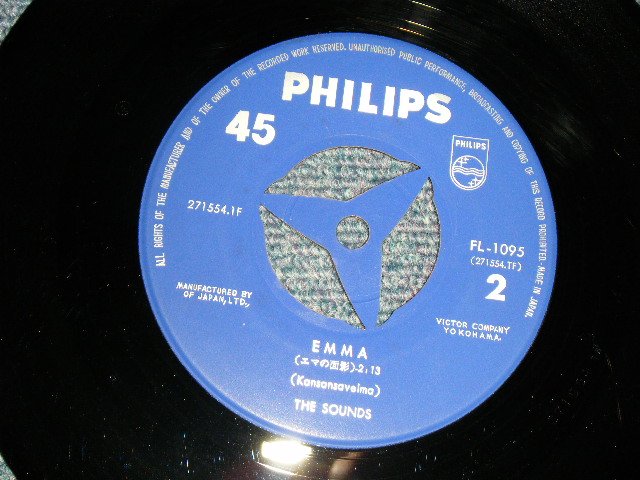 ALL RIGHTS OF THE MANUFACTURER AND OF THE OWNER OF THE RECORDED WORK RESERVED. UNAUTHORISED PUBLIC PERFORMANCE, BROADCASTING AND COPYING OF THIS RECORD PROHIBITED-MADE IN JAPAN.
PHILIPS
45
PHILIPS
271554.1F
FL-1095
(271554.TF)
2
MANUFACTURED BY
OF JAPAN, LTD.,
VICTOR COMPANY
YOKOHAMA.
EMMA
(エマの面影)-2:13
(Kansansavelma)
THE SOUNDS